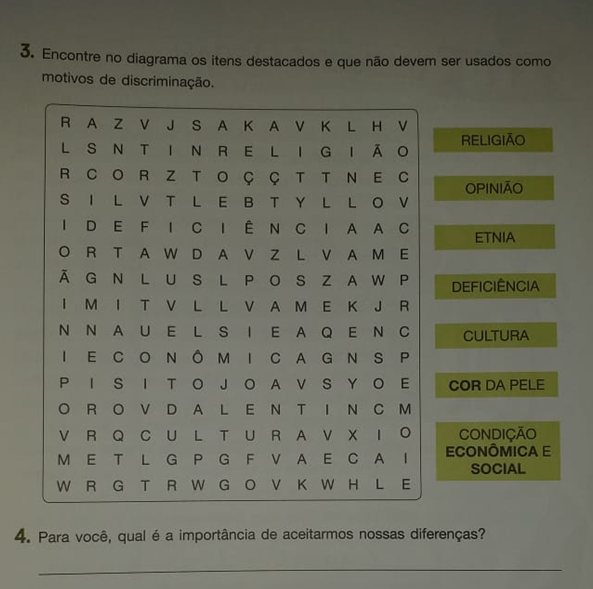 3. Encontre no diagrama os itens destacados e que não devem ser usados como
motivos de discriminação.
R A Z V J S A K A V K L H V
L S N T I N R E L I G I Ã O
R C O R Z T O Ç Ç T T N E C
S I L V T L E B T Y L L O V
I D E F I C I Ê N C I A A C
O R T A W D A V Z L V A M E
Ã G N L U S L P O S Z A W P
I M I T V L L V A M E K J R
N N A U E L S I E A Q E N C
I E C O N Ô M I C A G N S P
P I S I T O J O A V S Y O E
O R O V D A L E N T I N C M
V R Q C U L T U R A V X I O
M E T L G P G F V A E C A I
W R G T R W G O V K W H L E
RELIGIÃO
OPINIÃO
ETNIA
DEFICIÊNCIA
CULTURA
COR DA PELE
CONDIÇÃO
ECONÔMICA E
SOCIAL
4. Para você, qual é a importância de aceitarmos nossas diferenças?